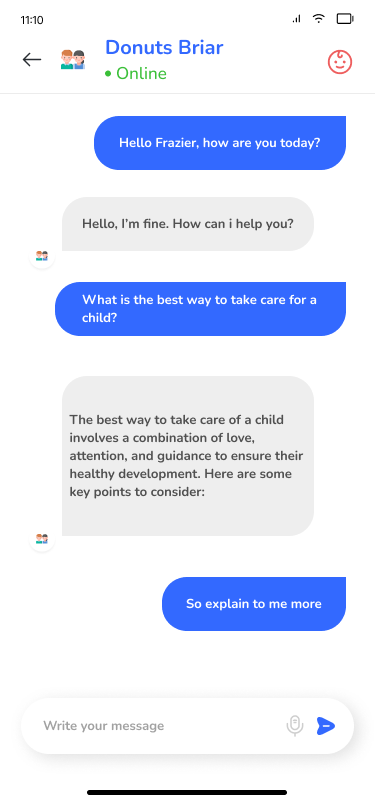 11:10
Donuts Briar
Online
Hello Frazier, how are you today?
Hello, I'm fine. How can i help you?
What is the best way to take care for a
child?
The best way to take care of a child
involves a combination of love,
attention, and guidance to ensure their
healthy development. Here are some
key points to consider:
So explain to me more
Write your message